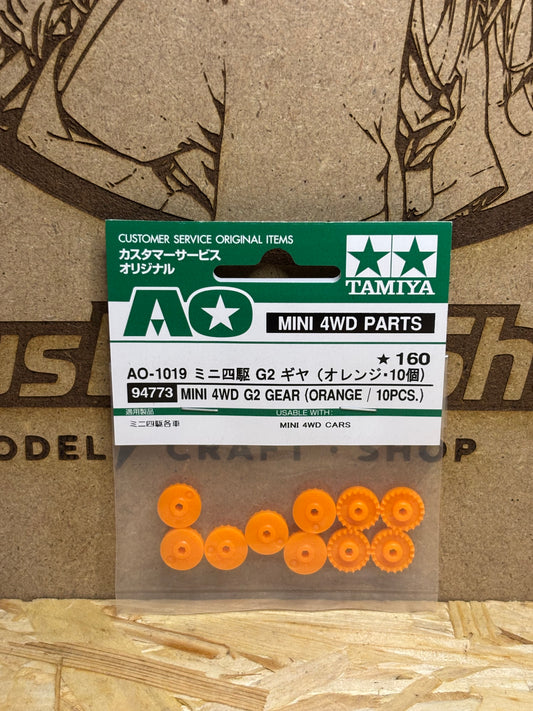 CUSTOMER SERVICE ORIGINAL ITEMS
カスタマーサービス
オリジナル
TAMIYA
AO
MINI 4WD PARTS
★160
AO-1019 ミニ四駆 G2 ギヤ（オレンジ・10個）
94773 MINI 4WD G2 GEAR (ORANGE / 10PCS.)
適用製品 USABLE WITH:
ミニ四駆各車 MINI 4WD CARS
CRAFT · SHOP